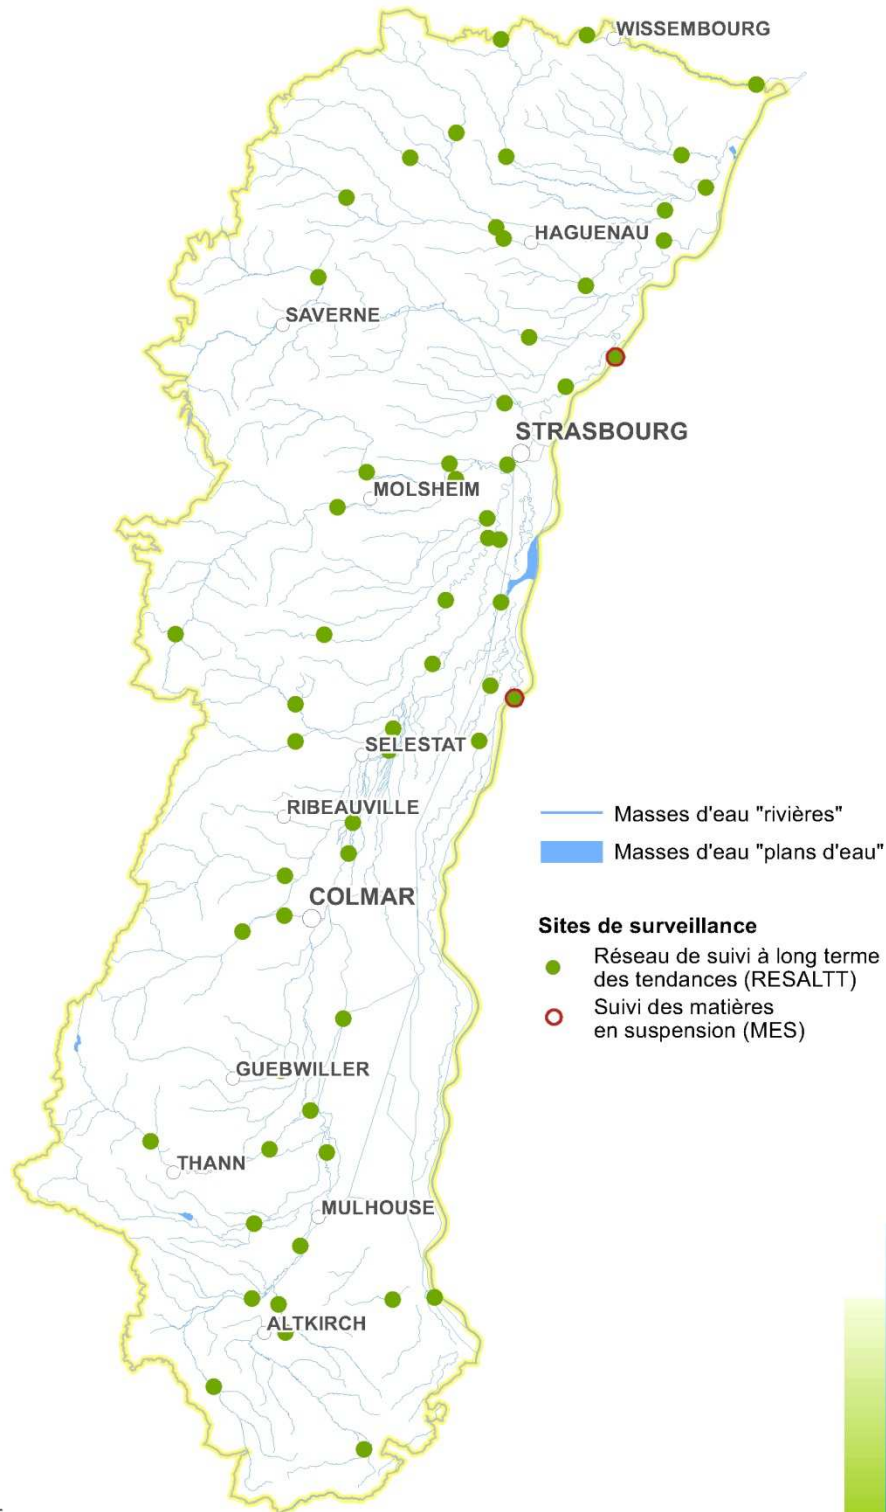 WISSEMBOURG
HAGUENAU
SAVERNE
STRASBOURG
MOLSHEIM
SELESTAT
RIBEAUVILLE
Masses d'eau "rivières"
Masses d'eau "plans d'eau"
COLMAR
Sites de surveillance
Réseau de suivi à long terme
des tendances (RESALTT)
Suivi des matières
en suspension (MES)
GUEBWILLER
THANN
MULHOUSE
ALTKIRCH